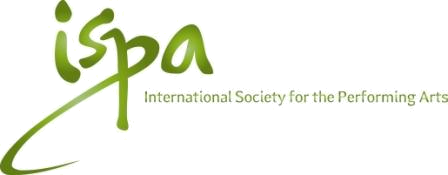 ispa
International Society for the Performing Arts